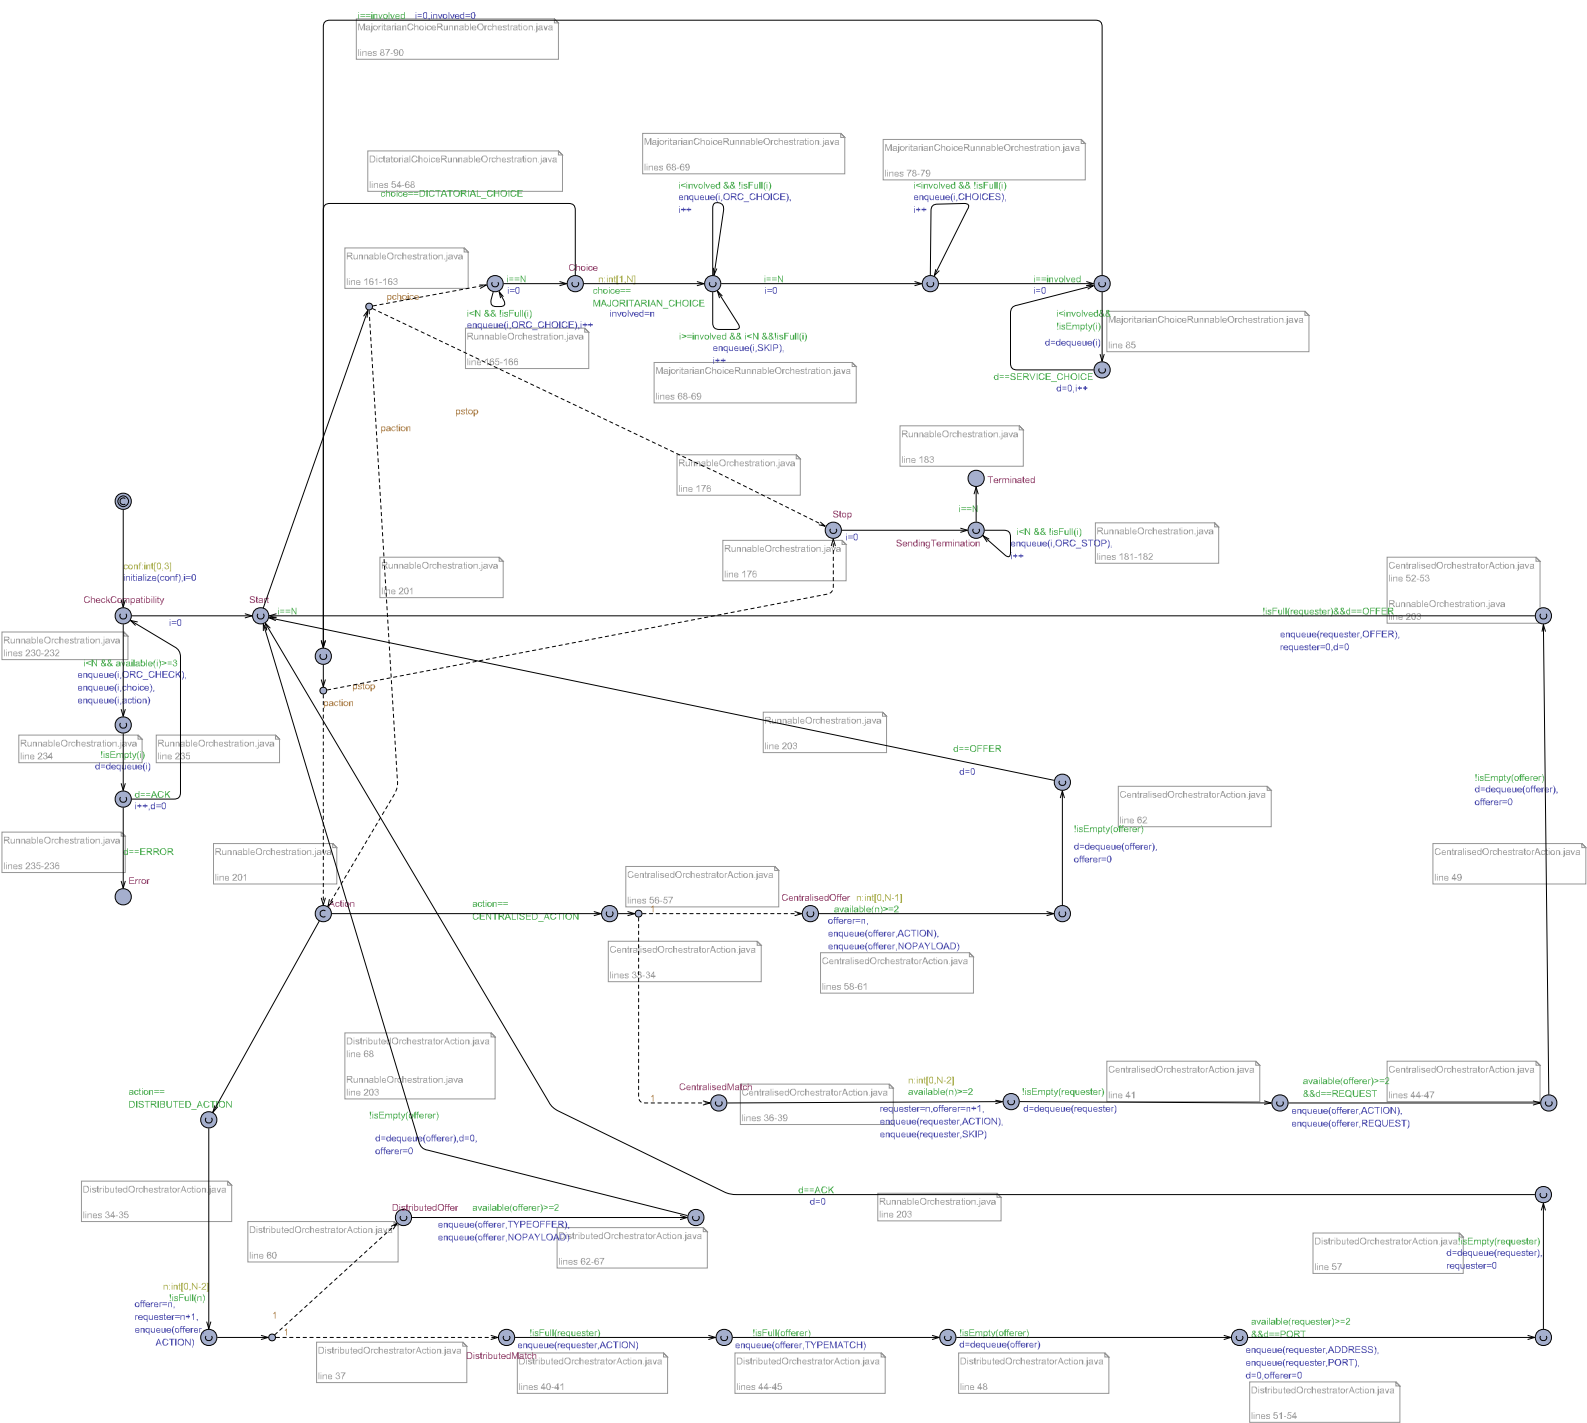 i==involved
i=0,involved=0
MajoritarianChoiceRunnableOrchestration.java
lines 87-90
DictatorialChoiceRunnableOrchestration.java
lines 54-68
choice==DICTATORIAL_CHOICE
MajoritarianChoiceRunnableOrchestration.java
lines 68-69
i<involved && !isFull(i)
enqueue(i,ORC_CHOICE),
i++
MajoritarianChoiceRunnableOrchestration.java
lines 78-79
i<involved && !isFull(i)
enqueue(i,CHOICES),
i++
RunnableOrchestration.java
line 161-163
pchoice
i==N
i=0
i<N && !isFull(i)
enqueue(i,ORC_CHOICE),i++
RunnableOrchestration.java
line 165-166
Choice
n:int[1,N]
choice==
MAJORITARIAN_CHOICE
involved=n
i==N
i=0
i>=involved && i<N &&!isFull(i)
enqueue(i,SKIP),
i++
MajoritarianChoiceRunnableOrchestration.java
lines 68-69
i==involved
i=0
i<involved&&
!isEmpty(i)
d=dequeue(i)
MajoritarianChoiceRunnableOrchestration.java
line 85
d==SERVICE_CHOICE
d=0,i++
pstop
paction
RunnableOrchestration.java
line 176
RunnableOrchestration.java
line 183
Terminated
i==N
Stop
i=0
SendingTermination
i<N && !isFull(i)
enqueue(i,ORC_STOP),
i++
RunnableOrchestration.java
lines 181-182
RunnableOrchestration.java
line 176
RunnableOrchestration.java
line 201
conf:int[0,3]
initialize(conf),i=0
CheckCompatibility
i=0
Start
i==N
RunnableOrchestration.java
lines 230-232
i<N && available(i)>=3
enqueue(i,ORC_CHECK),
enqueue(i,choice),
enqueue(i,action)
RunnableOrchestration.java
line 234
RunnableOrchestration.java
line 235
!isEmpty(i)
d=dequeue(i)
d==ACK
i++,d=0
RunnableOrchestration.java
lines 235-236
d==ERROR
Error
pstop
paction
RunnableOrchestration.java
line 201
CentralisedOrchestratorAction.java
line 52-53
RunnableOrchestration.java
line 203
!isFull(requester)&&d==OFFER
enqueue(requester,OFFER),
requester=0,d=0
RunnableOrchestration.java
line 203
d==OFFER
d=0
CentralisedOrchestratorAction.java
line 62
!isEmpty(offerer)
d=dequeue(offerer),
offerer=0
!isEmpty(offerer)
d=dequeue(offerer),
offerer=0
CentralisedOrchestratorAction.java
line 49
Action
action==
CENTRALISED_ACTION
CentralisedOrchestratorAction.java
lines 56-57
1
CentralisedOffer
n:int[0,N-1]
available(n)>=2
offerer=n,
enqueue(offerer,ACTION),
enqueue(offerer,NOPAYLOAD)
CentralisedOrchestratorAction.java
lines 58-61
CentralisedOrchestratorAction.java
lines 33-34
1
CentralisedMatch
CentralisedOrchestratorAction.java
lines 36-39
n:int[0,N-2]
available(n)>=2
requester=n,offerer=n+1,
enqueue(requester,ACTION),
enqueue(requester,SKIP)
!isEmpty(requester)
d=dequeue(requester)
CentralisedOrchestratorAction.java
line 41
available(offerer)>=2
&&d==REQUEST
enqueue(offerer,ACTION),
enqueue(offerer,REQUEST)
CentralisedOrchestratorAction.java
lines 44-47
DistributedOrchestratorAction.java
line 68
RunnableOrchestration.java
line 203
!isEmpty(offerer)
d=dequeue(offerer),d=0,
offerer=0
action==
DISTRIBUTED_ACTION
DistributedOrchestratorAction.java
lines 34-35
DistributedOffer
available(offerer)>=2
enqueue(offerer,TYPEOFFER),
enqueue(offerer,NOPAYLOAD)
DistributedOrchestratorAction.java
line 60
DistributedOrchestratorAction.java
lines 62-67
d==ACK
d=0
RunnableOrchestration.java
line 203
DistributedOrchestratorAction.java
line 57
!isEmpty(requester)
d=dequeue(requester),
requester=0
n:int[0,N-2]
!isFull(n)
offerer=n,
requester=n+1,
enqueue(offerer,
ACTION)
1
1
DistributedOrchestratorAction.java
line 37
DistributedMatch
!isFull(requester)
enqueue(requester,ACTION)
DistributedOrchestratorAction.java
lines 40-41
!isFull(offerer)
enqueue(offerer,TYPEMATCH)
DistributedOrchestratorAction.java
lines 44-45
!isEmpty(offerer)
d=dequeue(offerer)
DistributedOrchestratorAction.java
line 48
available(requester)>=2
&&d==PORT
enqueue(requester,ADDRESS),
enqueue(requester,PORT),
d=0,offerer=0
DistributedOrchestratorAction.java
lines 51-54